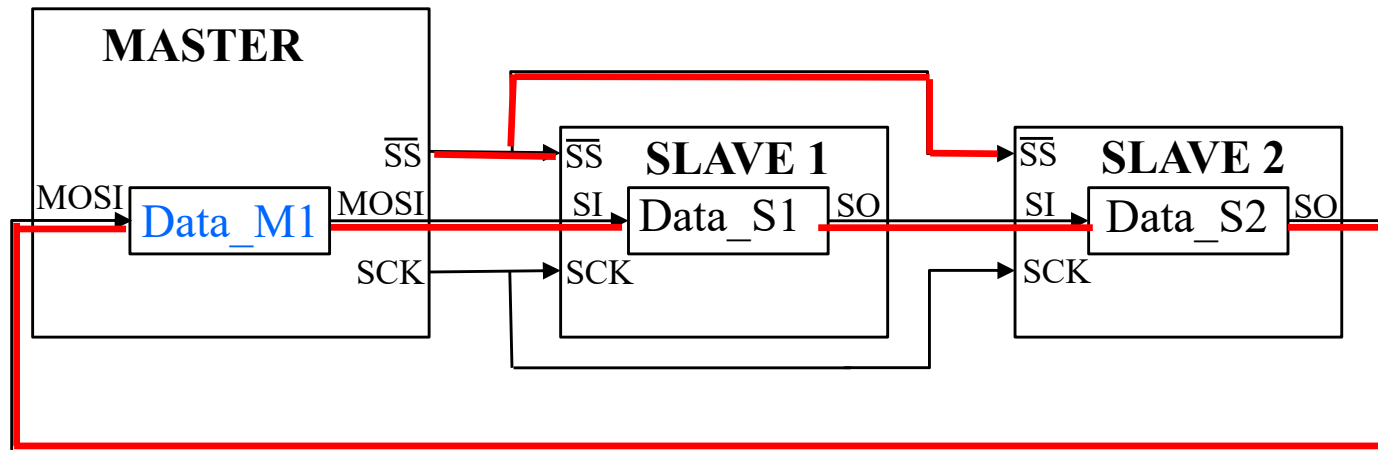 MASTER
SS SS SLAVE 1 SS SLAVE 2
MOSI Data_M1 MOSI SI Data_S1 SO SI Data_S2 SO
SCK SCK SCK